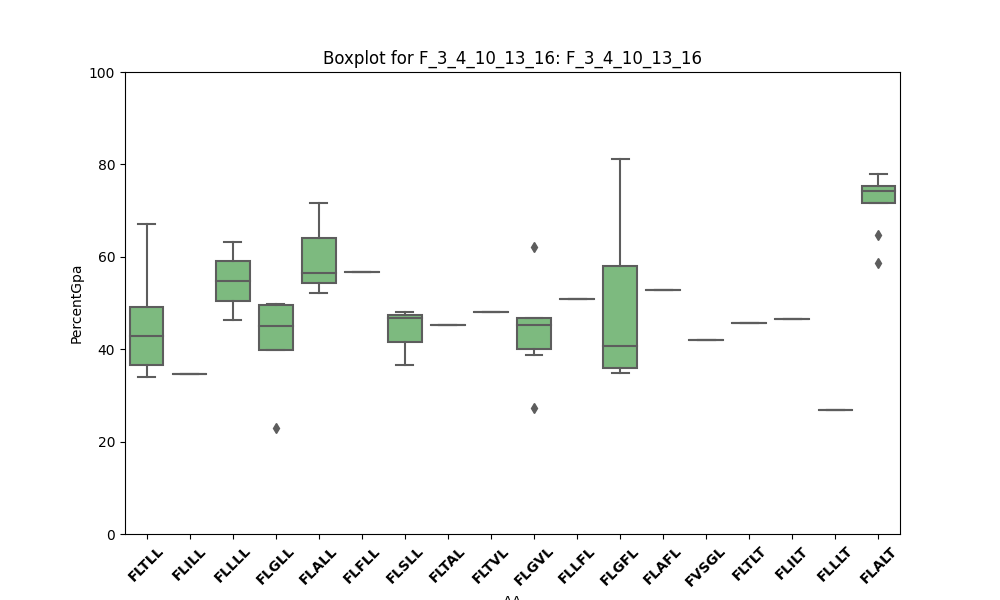 Boxplot for F_3_4_10_13_16: F_3_4_10_13_16
100
80
60
40
20
0
PercentGpa
FLTLL FLILL FLLLL FLGLL FLALL FLFLL FLSLL FLTAL FLTVL FLGVL FLLFL FLGFL FLAFL FVSGL FLTLT FLILT FLLLT FLALT
AA